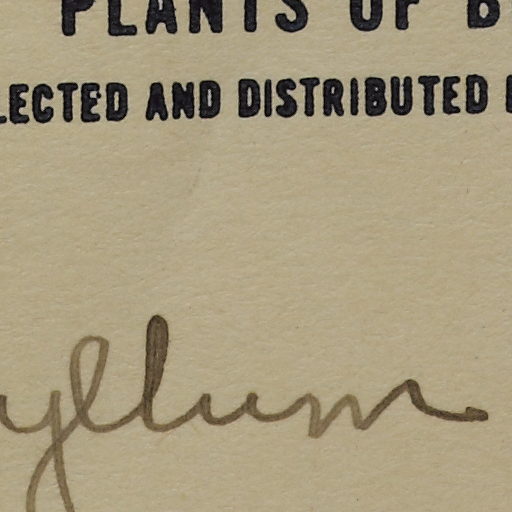 PLANTS OF B
LECTED AND DISTRIBUTED
yllum